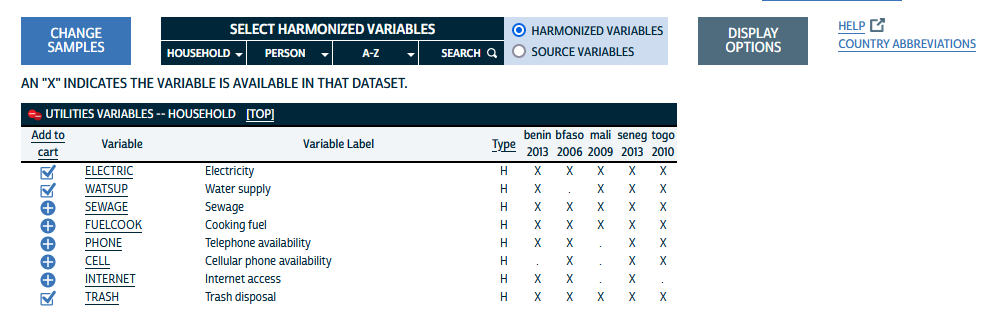 CHANGE SAMPLES
SELECT HARMONIZED VARIABLES
HOUSEHOLD PERSON A-Z SEARCH
HARMONIZED VARIABLES
SOURCE VARIABLES
DISPLAY OPTIONS
HELP
COUNTRY ABBREVIATIONS
AN "X" INDICATES THE VARIABLE IS AVAILABLE IN THAT DATASET.
UTILITIES VARIABLES -- HOUSEHOLD [TOP]
Add to cart Variable Variable Label Type benin 2013 bfaso 2006 mali 2009 seneg 2013 togo 2010
ELECTRIC Electricity H X X X X X
WATSUP Water supply H X . X X X
SEWAGE Sewage H X X X X X
FUELCOOK Cooking fuel H X X X X X
PHONE Telephone availability H X X . X X
CELL Cellular phone availability H . X . X X
INTERNET Internet access H X X . X .
TRASH Trash disposal H X X X X X